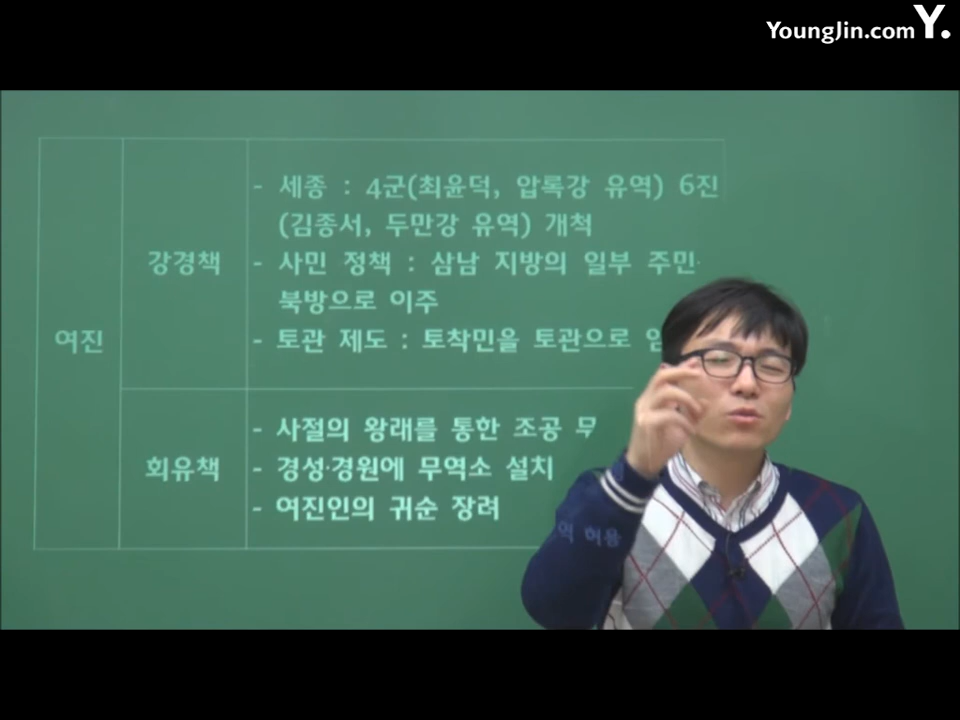 YoungJin.com Y.
- 세종 : 4군(최윤덕, 압록강 유역) 6진
(김종서, 두만강 유역) 개척
강경책
- 사민 정책 : 삼남 지방의 일부 주민
북방으로 이주
여진
- 토관 제도 : 토착민을 토관으로
- 사절의 왕래를 통한 조공
회유책
- 경성·경원에 무역소 설치
- 여진인의 귀순 장려
역 허용